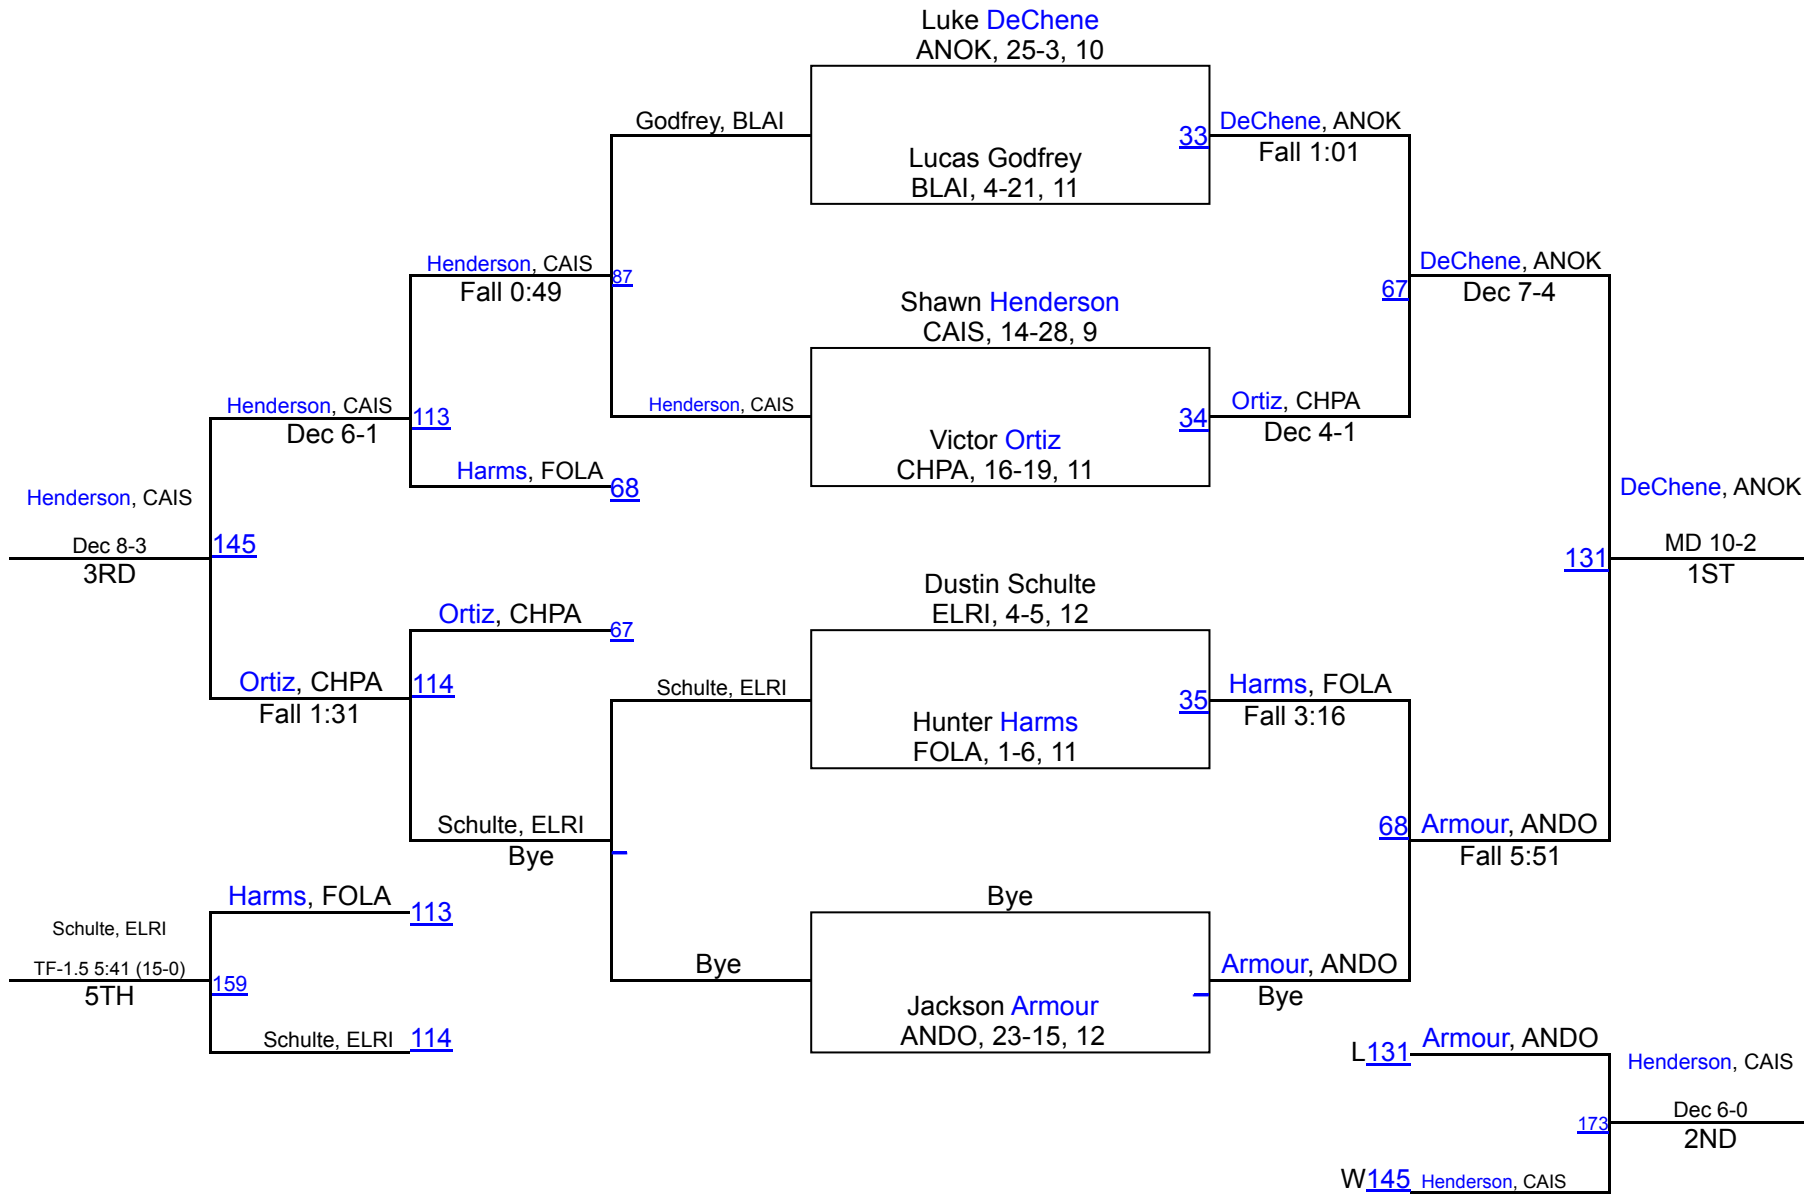 Luke DeChene
ANOK, 25-3, 10
Godfrey, BLAI
33
DeChene, ANOK
Fall 1:01
Lucas Godfrey
BLAI, 4-21, 11
Henderson, CAIS
Fall 0:49
87
DeChene, ANOK
Dec 7-4
67
Shawn Henderson
CAIS, 14-28, 9
Henderson, CAIS
Dec 6-1
113
Henderson, CAIS
34
Ortiz, CHPA
Dec 4-1
Victor Ortiz
CHPA, 16-19, 11
Harms, FOLA
68
Henderson, CAIS
Dec 8-3
3RD
145
DeChene, ANOK
MD 10-2
1ST
131
Dustin Schulte
ELRI, 4-5, 12
Ortiz, CHPA
67
Ortiz, CHPA
Fall 1:31
114
Schulte, ELRI
35
Harms, FOLA
Fall 3:16
Hunter Harms
FOLA, 1-6, 11
Schulte, ELRI
Bye
68
Armour, ANDO
Fall 5:51
Harms, FOLA
113
Bye
Schulte, ELRI
TF-1.5 5:41 (15-0)
5TH
159
Bye
Armour, ANDO
Bye
Jackson Armour
ANDO, 23-15, 12
Schulte, ELRI
114
L131
Armour, ANDO
Henderson, CAIS
Dec 6-0
2ND
173
W145
Henderson, CAIS